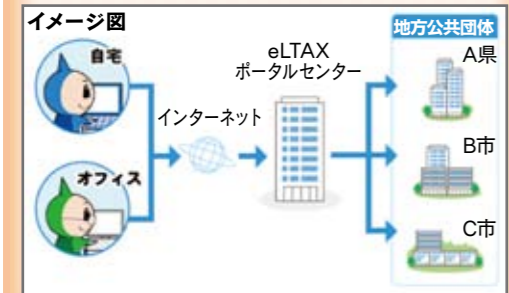 イメージ図
自宅
オフィス
インターネット
eLTAX
ポータルセンター
地方公共団体
A県
B市
C市